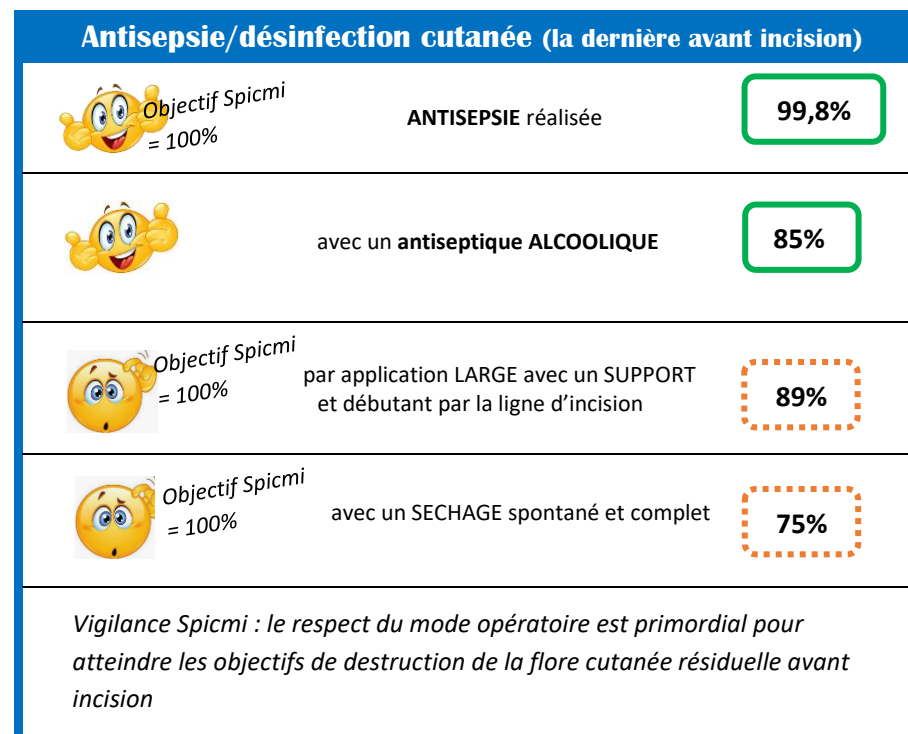 Antisepsie/désinfection cutanée (la dernière avant incision)
Objectif Spicmi
= 100%
ANTISEPSIE réalisée
99,8%
avec un antiseptique ALCOOLIQUE
85%
Objectif Spicmi
= 100%
par application LARGE avec un SUPPORT
et débutant par la ligne d’incision
89%
Objectif Spicmi
= 100%
avec un SECHAGE spontané et complet
75%
Vigilance Spicmi : le respect du mode opératoire est primordial pour
atteindre les objectifs de destruction de la flore cutanée résiduelle avant
incision